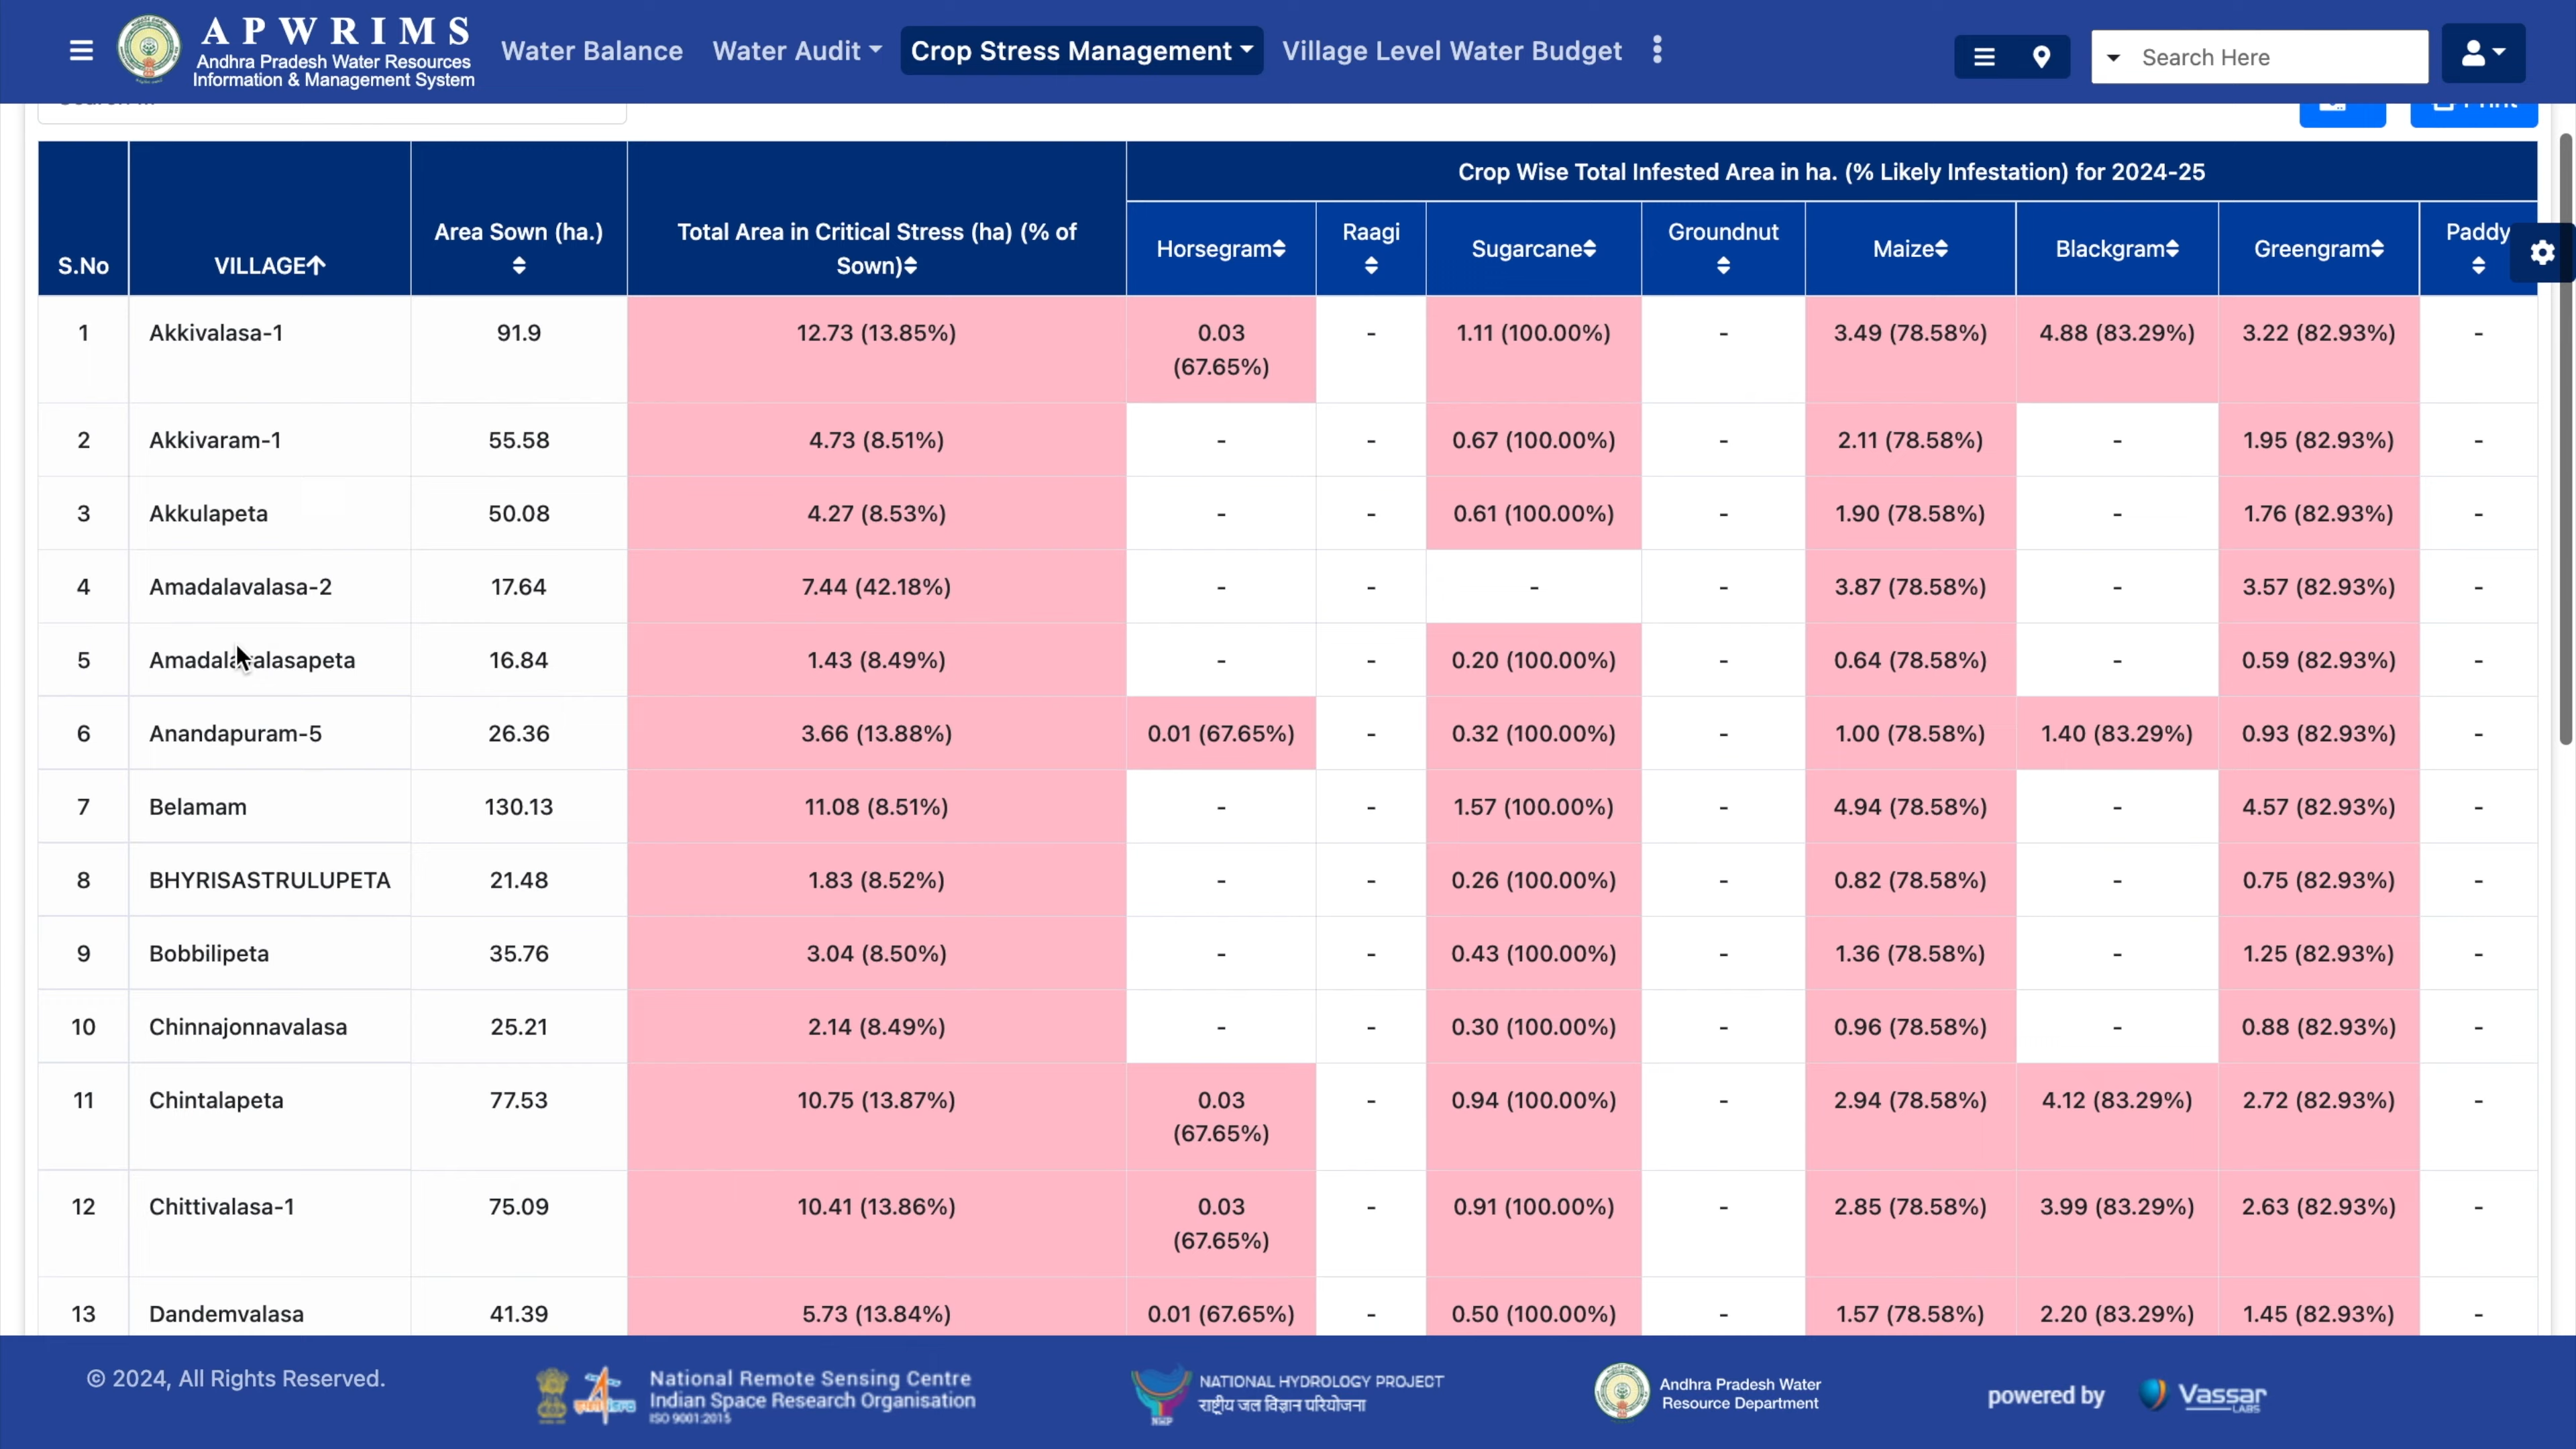 A P W R I M S
Andhra Pradesh Water Resources
Information & Management System
Water Balance
Water Audit
Crop Stress Management
Village Level Water Budget
Search Here
Print
S.No
VILLAGE
Area Sown (ha.)
Total Area in Critical Stress (ha) (% of
Sown)
Crop Wise Total Infested Area in ha. (% Likely Infestation) for 2024-25
Horsegram
Raagi
Sugarcane
Groundnut
Maize
Blackgram
Greengram
Paddy
1 Akkivalasa-1 91.9 12.73 (13.85%) 0.03 - 1.11 (100.00%) - 3.49 (78.58%) 4.88 (83.29%) 3.22 (82.93%) -
(67.65%)
2 Akkivaram-1 55.58 4.73 (8.51%) - - 0.67 (100.00%) - 2.11 (78.58%) - 1.95 (82.93%) -
3 Akkulapeta 50.08 4.27 (8.53%) - - 0.61 (100.00%) - 1.90 (78.58%) - 1.76 (82.93%) -
4 Amadalavalasa-2 17.64 7.44 (42.18%) - - - - 3.87 (78.58%) - 3.57 (82.93%) -
5 Amadalavalasapeta 16.84 1.43 (8.49%) - - 0.20 (100.00%) - 0.64 (78.58%) - 0.59 (82.93%) -
6 Anandapuram-5 26.36 3.66 (13.88%) 0.01 (67.65%) - 0.32 (100.00%) - 1.00 (78.58%) 1.40 (83.29%) 0.93 (82.93%) -
7 Belamam 130.13 11.08 (8.51%) - - 1.57 (100.00%) - 4.94 (78.58%) - 4.57 (82.93%) -
8 BHYRISASTRULUPETA 21.48 1.83 (8.52%) - - 0.26 (100.00%) - 0.82 (78.58%) - 0.75 (82.93%) -
9 Bobbilipeta 35.76 3.04 (8.50%) - - 0.43 (100.00%) - 1.36 (78.58%) - 1.25 (82.93%) -
10 Chinnajonnavalasa 25.21 2.14 (8.49%) - - 0.30 (100.00%) - 0.96 (78.58%) - 0.88 (82.93%) -
11 Chintalapeta 77.53 10.75 (13.87%) 0.03 - 0.94 (100.00%) - 2.94 (78.58%) 4.12 (83.29%) 2.72 (82.93%) -
(67.65%)
12 Chittivalasa-1 75.09 10.41 (13.86%) 0.03 - 0.91 (100.00%) - 2.85 (78.58%) 3.99 (83.29%) 2.63 (82.93%) -
(67.65%)
13 Dandemvalasa 41.39 5.73 (13.84%) 0.01 (67.65%) - 0.50 (100.00%) - 1.57 (78.58%) 2.20 (83.29%) 1.45 (82.93%) -
© 2024, All Rights Reserved.
National Remote Sensing Centre
Indian Space Research Organisation
ISO 9001:2015
NHP
NATIONAL HYDROLOGY PROJECT
राष्ट्रीय जल विज्ञान परियोजना
Andhra Pradesh Water
Resource Department
powered by
Vassar
LABS